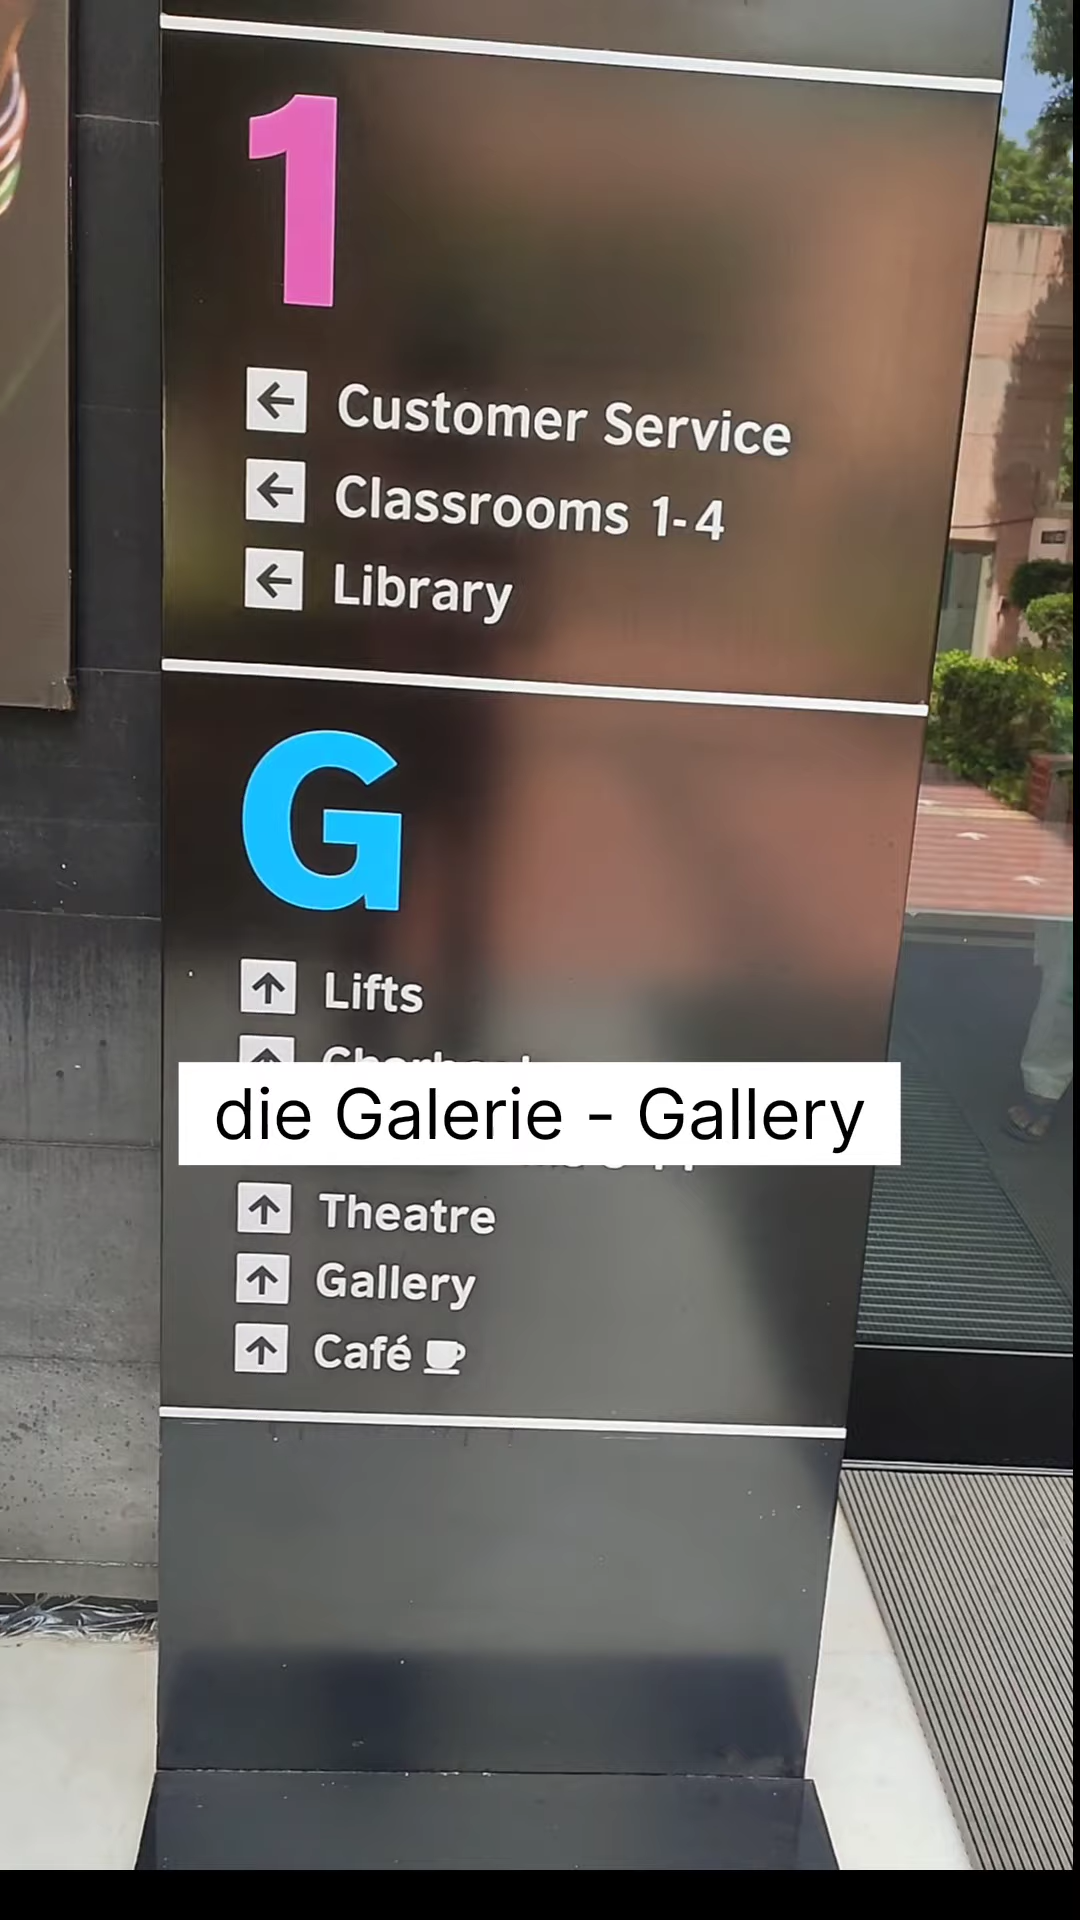 1
← Customer Service
← Classrooms 1-4
← Library
G
↑ Lifts
die Galerie - Gallery
↑ Theatre
↑ Gallery
↑ Café